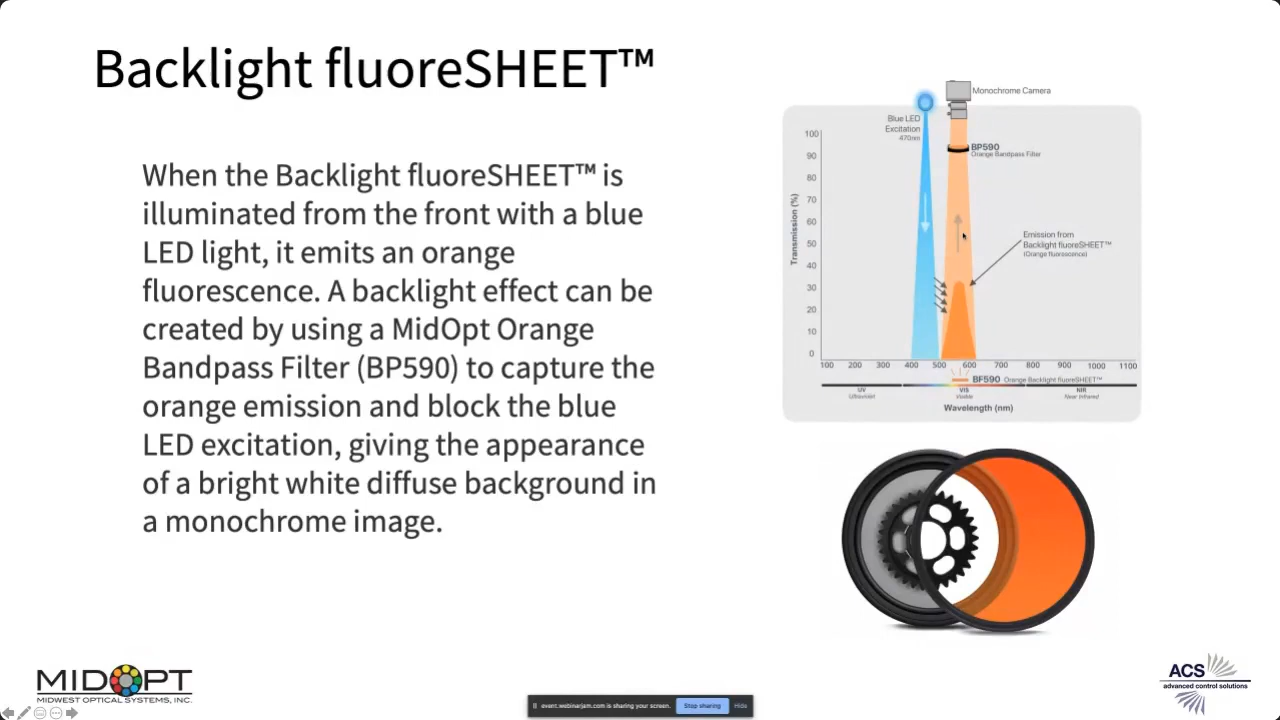 Backlight fluoreSHEET™
When the Backlight fluoreSHEET™ is
illuminated from the front with a blue
LED light, it emits an orange
fluorescence. A backlight effect can be
created by using a MidOpt Orange
Bandpass Filter (BP590) to capture the
orange emission and block the blue
LED excitation, giving the appearance
of a bright white diffuse background in
a monochrome image.
Monochrome Camera
Blue LED
Excitation
470nm
BP590
Orange Bandpass Filter
Emission from
Backlight fluoreSHEET™
(Orange fluorescence)
Transmission (%)
100
90
80
70
60
50
40
30
20
10
0
100 200 300 400 500 600 700 800 900 1000 1100
BF590 Orange Backlight fluoreSHEET™
UV VIS NIR
Ultraviolet Visible Near Infrared
Wavelength (nm)
MIDOPT
MIDWEST OPTICAL SYSTEMS, INC.
event.webinarjam.com is sharing your screen. Stop sharing Hide
ACS
advanced control solutions